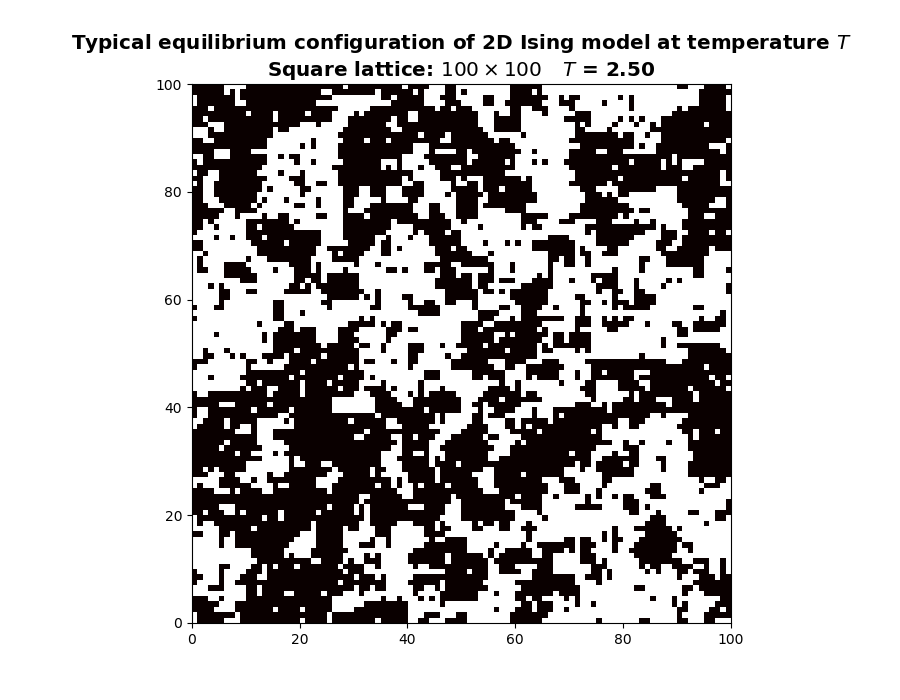 Typical equilibrium configuration of 2D Ising model at temperature T
Square lattice: 100 × 100 T = 2.50
100
80
60
40
20
0
0 20 40 60 80 100